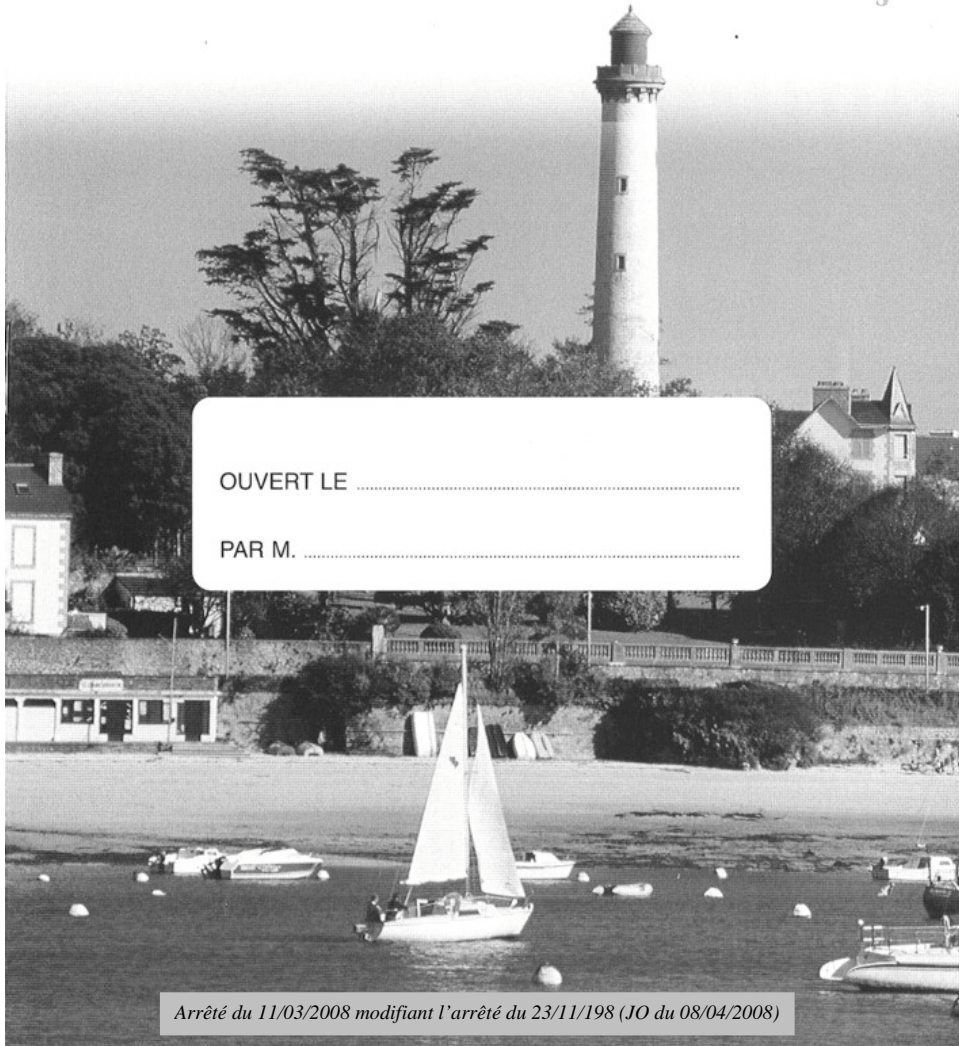 OUVERT LE ..........
PAR M. ..........
Arrêté du 11/03/2008 modifiant l’arrêté du 23/11/198 (JO du 08/04/2008)